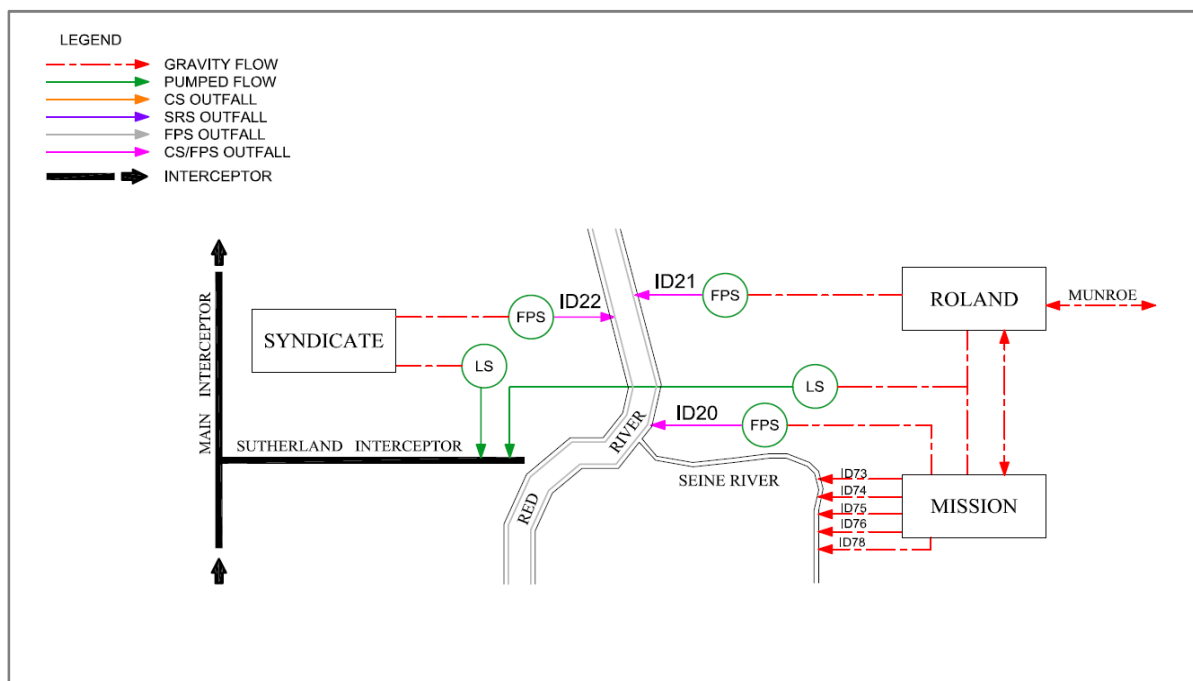 LEGEND
GRAVITY FLOW
PUMPED FLOW
CS OUTFALL
SRS OUTFALL
FPS OUTFALL
CS/FPS OUTFALL
INTERCEPTOR
MAIN INTERCEPTOR
SYNDICATE
FPS
ID22
LS
SUTHERLAND INTERCEPTOR
RED
RIVER
ID21
FPS
ROLAND
MUNROE
LS
ID20
FPS
SEINE RIVER
ID73
ID74
ID75
ID76
ID78
MISSION